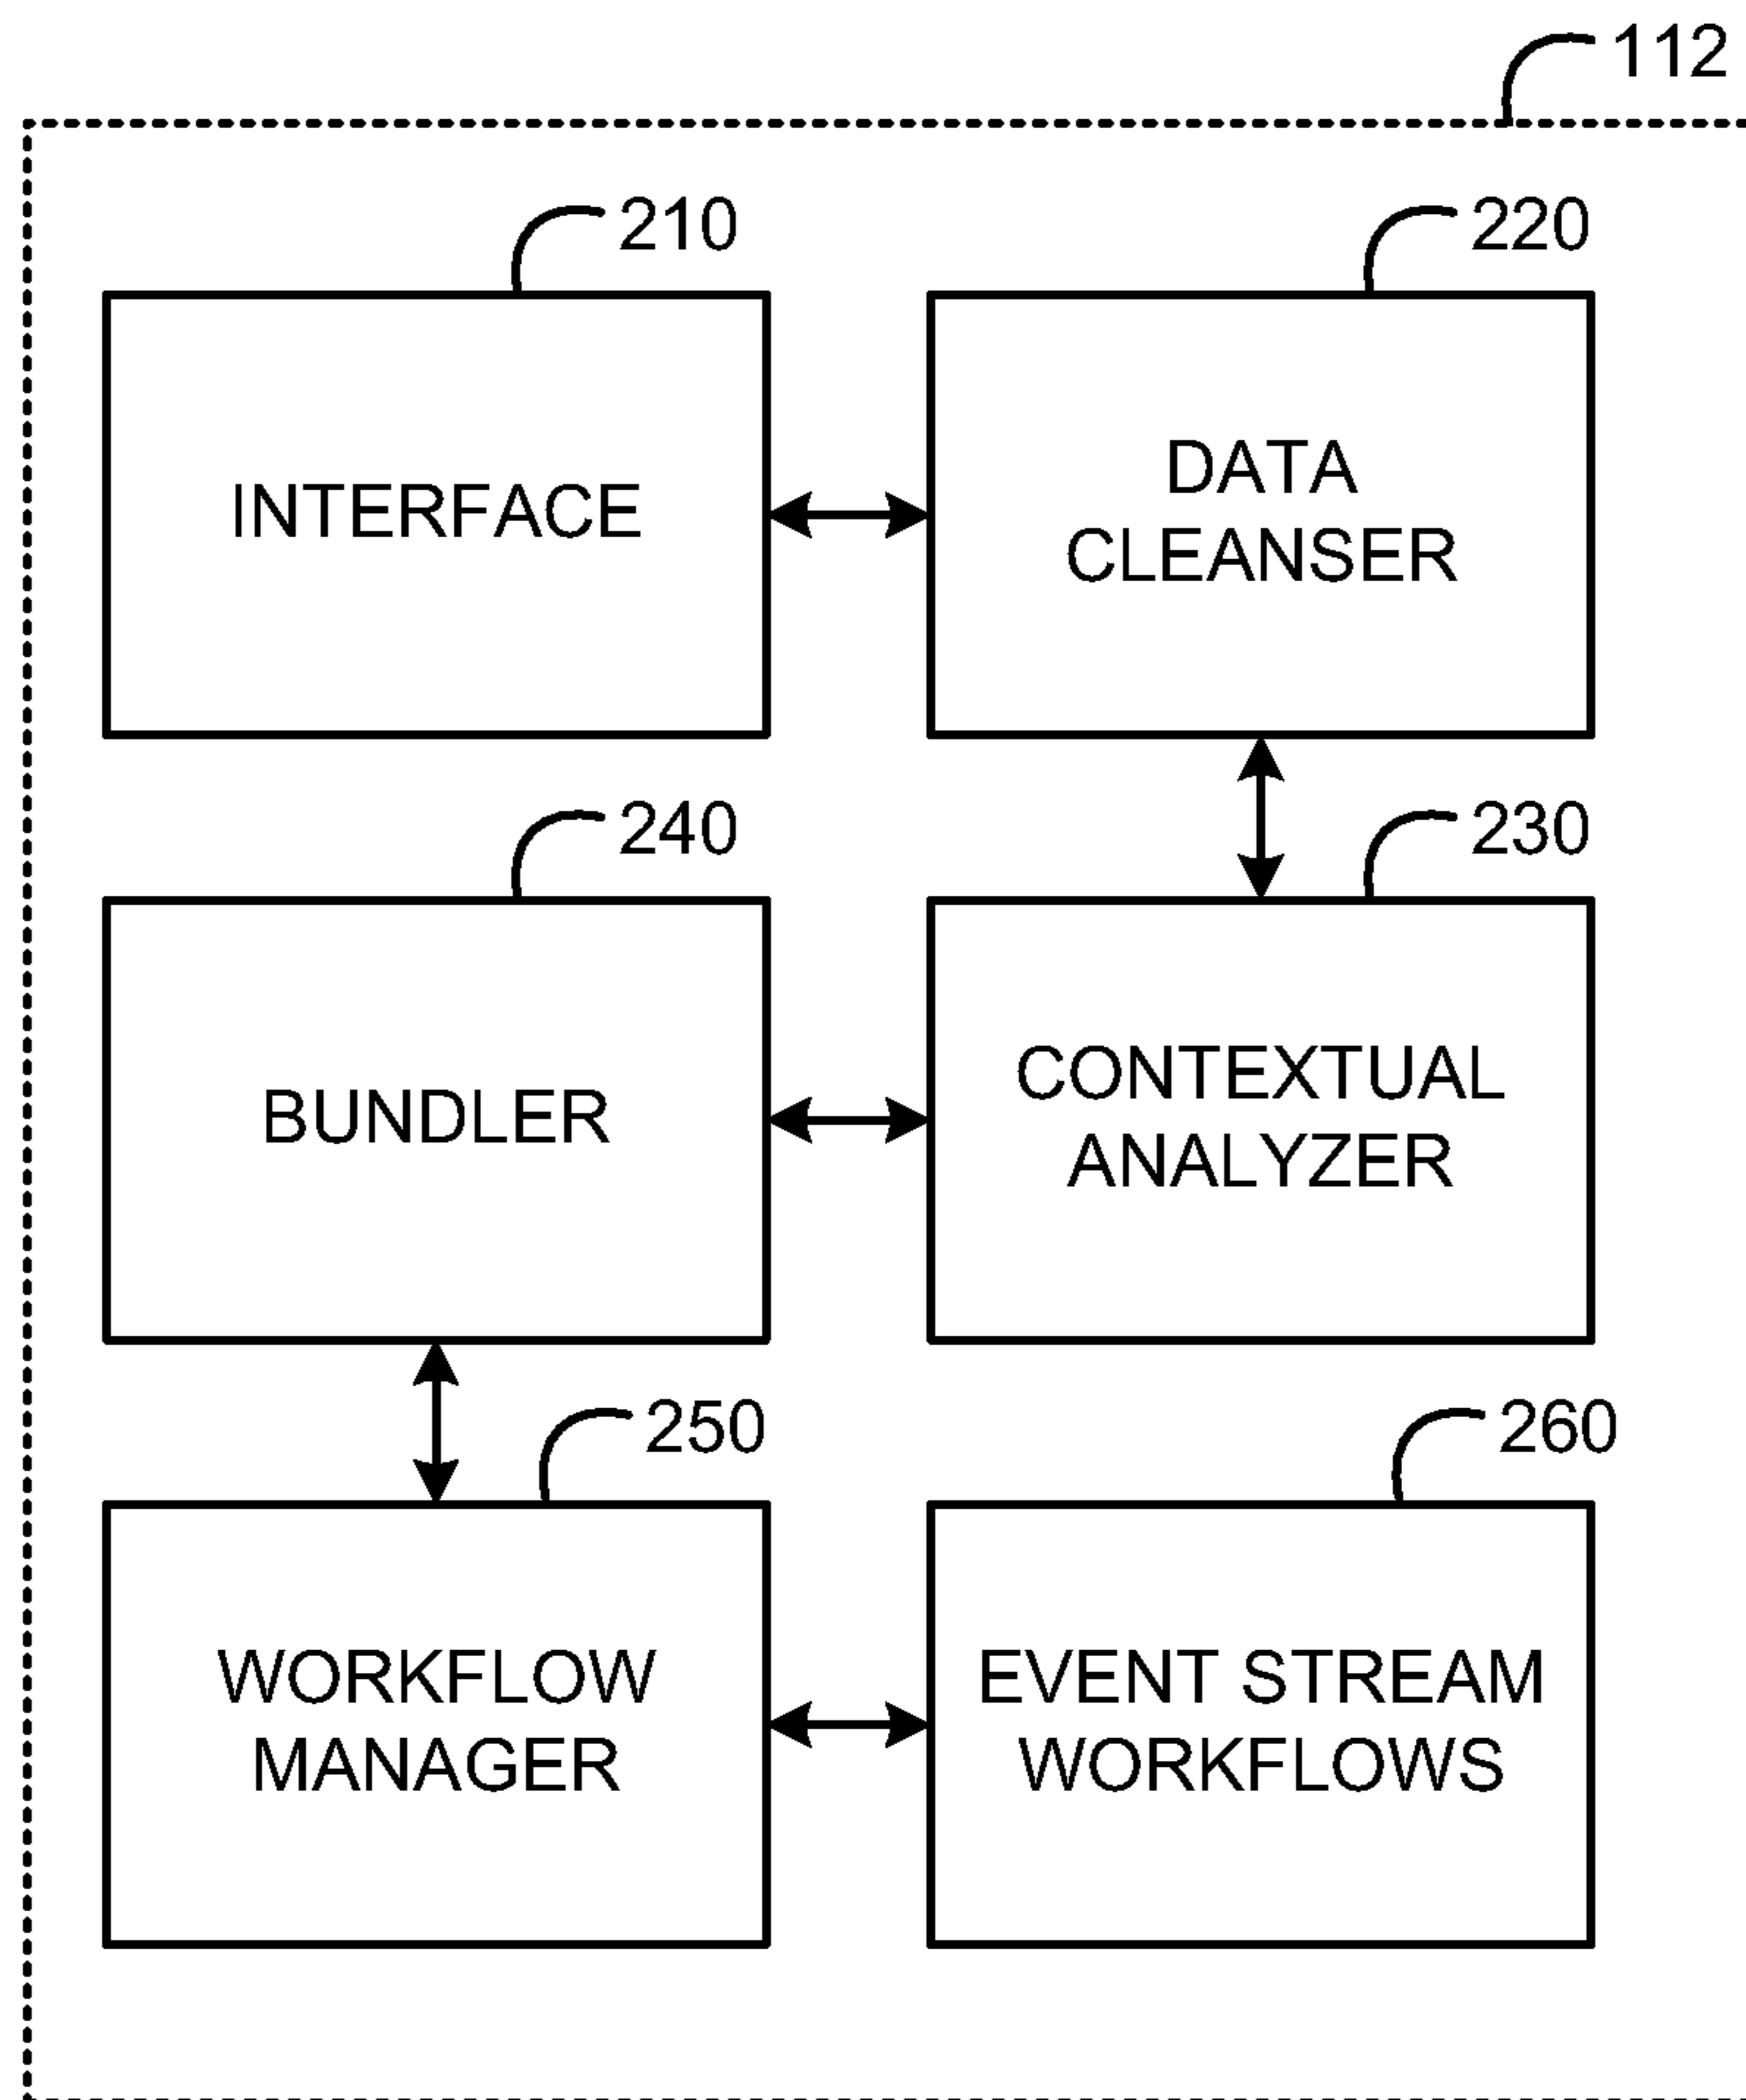 112
210
220
INTERFACE
DATA
CLEANSER
240
230
BUNDLER
CONTEXTUAL
ANALYZER
250
260
WORKFLOW
MANAGER
EVENT STREAM
WORKFLOWS